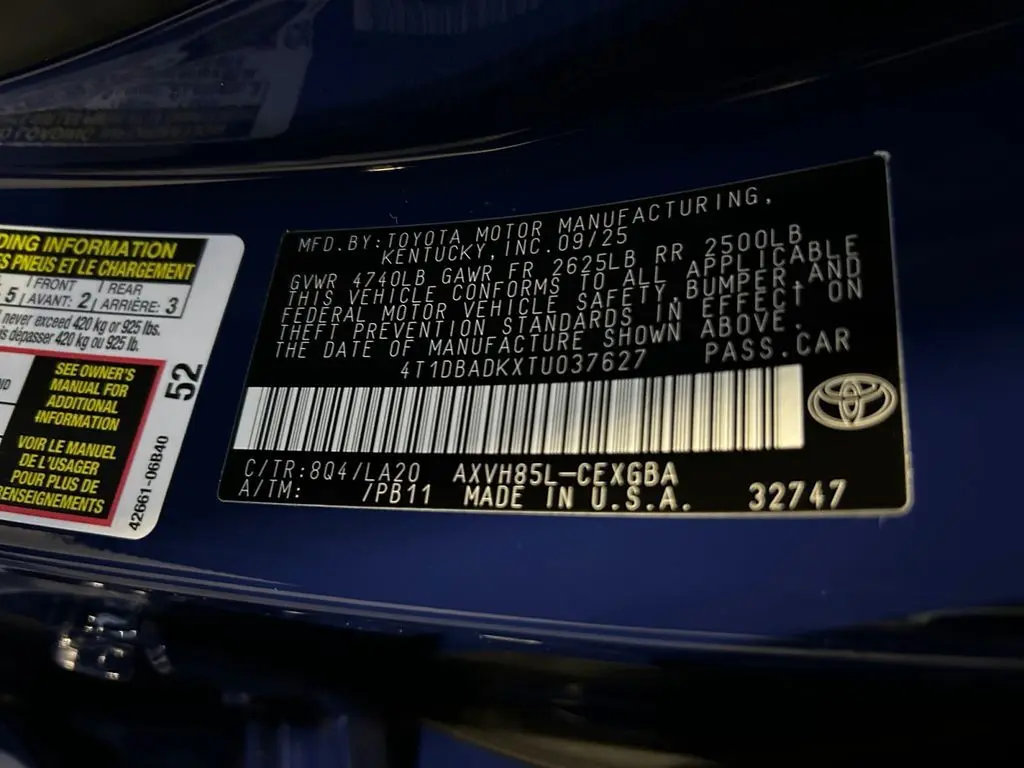 DING INFORMATION
ES PNEUS ET LE CHARGEMENT
5 FRONT AVANT: 2 REAR ARRIÈRE: 3
never exceed 420 kg or 925 lbs.
dépasser 420 kg ou 925 lb.
SEE OWNER'S
MANUAL FOR
ADDITIONAL
INFORMATION
VOIR LE MANUEL
DE L'USAGER
POUR PLUS DE
RENSEIGNEMENTS
52
42661-06B40
MFD. BY: TOYOTA MOTOR MANUFACTURING,
KENTUCKY, INC. 09/25
GVWR 4740LB GAWR FR 2625LB RR 2500LB
THIS VEHICLE CONFORMS TO ALL APPLICABLE
FEDERAL MOTOR VEHICLE SAFETY, BUMPER, AND
THEFT PREVENTION STANDARDS IN EFFECT ON
THE DATE OF MANUFACTURE SHOWN ABOVE.
4T1DBADKXTU037627 PASS. CAR
C/TR: 8Q4/LA20 AXVH85L-CEXGBA
A/TM: /PB11 MADE IN U.S.A. 32747